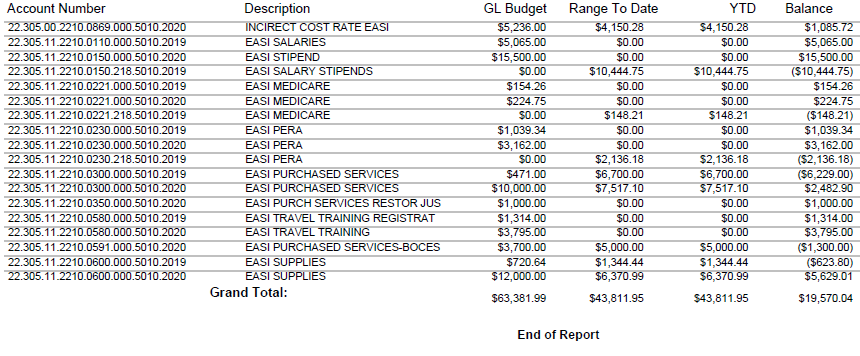 Account Number Description GL Budget Range To Date YTD Balance
22.305.00.2210.0869.000.5010.2020 INCIRECT COST RATE EASI $5,236.00 $4,150.28 $4,150.28 $1,085.72
22.305.11.2210.0110.000.5010.2019 EASI SALARIES $5,065.00 $0.00 $0.00 $5,065.00
22.305.11.2210.0150.000.5010.2020 EASI STIPEND $15,500.00 $0.00 $0.00 $15,500.00
22.305.11.2210.0150.218.5010.2019 EASI SALARY STIPENDS $0.00 $10,444.75 $10,444.75 ($10,444.75)
22.305.11.2210.0221.000.5010.2019 EASI MEDICARE $154.26 $0.00 $0.00 $154.26
22.305.11.2210.0221.000.5010.2020 EASI MEDICARE $224.75 $0.00 $0.00 $224.75
22.305.11.2210.0221.218.5010.2019 EASI MEDICARE $0.00 $148.21 $148.21 ($148.21)
22.305.11.2210.0230.000.5010.2019 EASI PERA $1,039.34 $0.00 $0.00 $1,039.34
22.305.11.2210.0230.000.5010.2020 EASI PERA $3,162.00 $0.00 $0.00 $3,162.00
22.305.11.2210.0230.218.5010.2019 EASI PERA $0.00 $2,136.18 $2,136.18 ($2,136.18)
22.305.11.2210.0300.000.5010.2019 EASI PURCHASED SERVICES $471.00 $6,700.00 $6,700.00 ($6,229.00)
22.305.11.2210.0300.000.5010.2020 EASI PURCHASED SERVICES $10,000.00 $7,517.10 $7,517.10 $2,482.90
22.305.11.2210.0350.000.5010.2020 EASI PURCH SERVICES RESTOR JUS $1,000.00 $0.00 $0.00 $1,000.00
22.305.11.2210.0580.000.5010.2019 EASI TRAVEL TRAINING REGISTRAT $1,314.00 $0.00 $0.00 $1,314.00
22.305.11.2210.0580.000.5010.2020 EASI TRAVEL TRAINING $3,795.00 $0.00 $0.00 $3,795.00
22.305.11.2210.0591.000.5010.2020 EASI PURCHASED SERVICES-BOCES $3,700.00 $5,000.00 $5,000.00 ($1,300.00)
22.305.11.2210.0600.000.5010.2019 EASI SUPPLIES $720.64 $1,344.44 $1,344.44 ($623.80)
22.305.11.2210.0600.000.5010.2020 EASI SUPPLIES $12,000.00 $6,370.99 $6,370.99 $5,629.01
Grand Total: $63,381.99 $43,811.95 $43,811.95 $19,570.04
End of Report